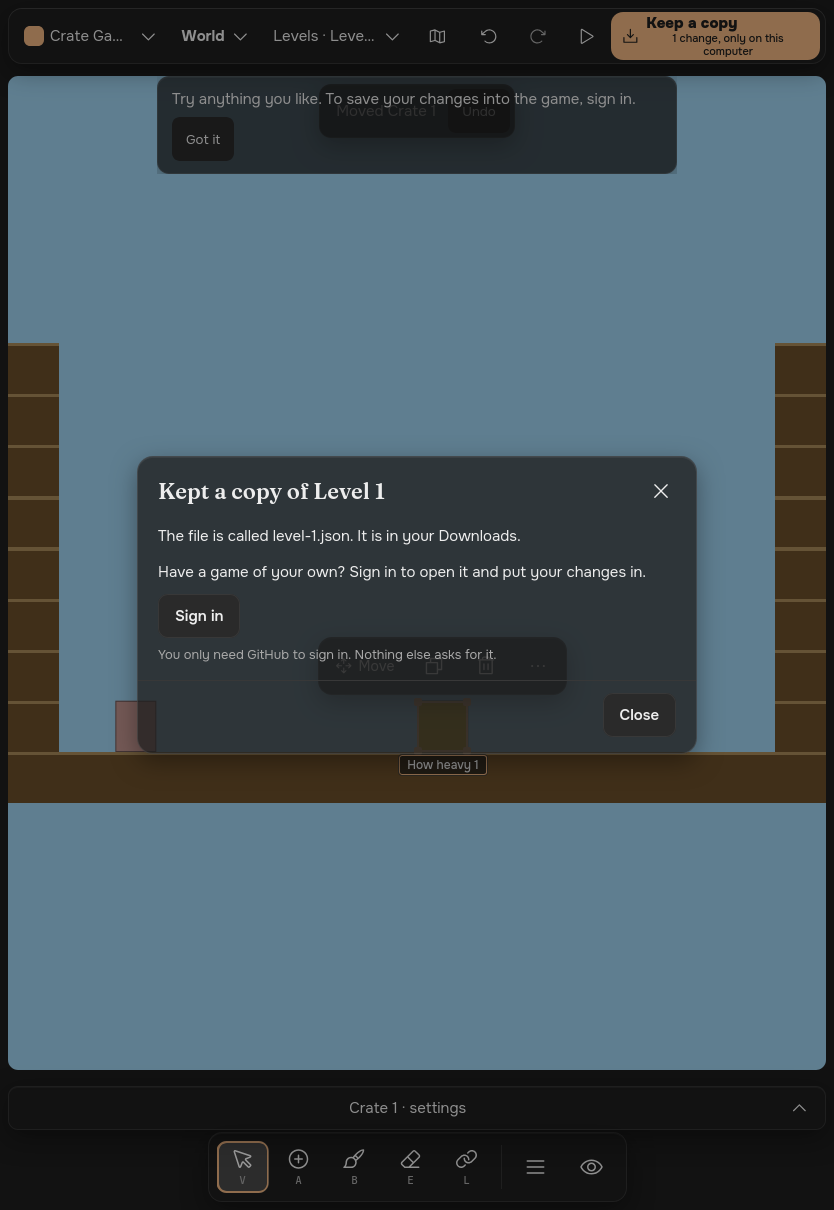 Crate Ga...
World
Levels · Leve...
Keep a copy
1 change, only on this
computer
Try anything you like. To save your changes into the game, sign in.
Moved Crate 1
Undo
Got it
Kept a copy of Level 1
The file is called level-1.json. It is in your Downloads.
Have a game of your own? Sign in to open it and put your changes in.
Sign in
You only need GitHub to sign in. Nothing else asks for it.
Move
Close
How heavy 1
Crate 1 · settings
V
A
B
E
L